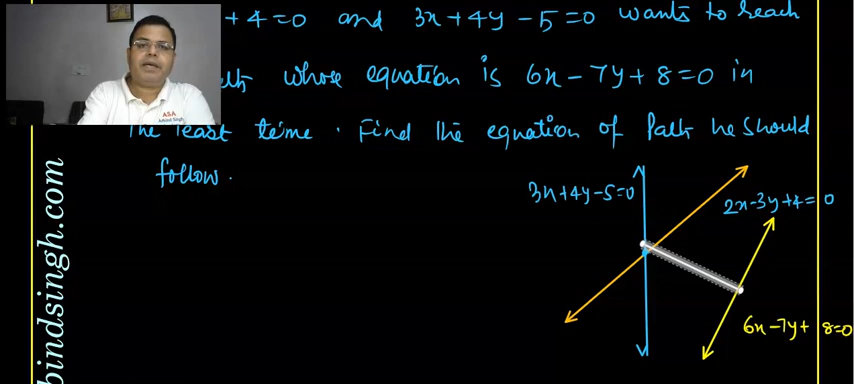 +4=0 and 3x+4y-5=0 wants to reach
whose equation is 6x-7y+8=0 in
The least time. Find the equation of Path he should
follow.
3x+4y-5=0
2x-3y+4=0
6x-7y+8=0
ASA
Arvind Singh
bindsingh.com